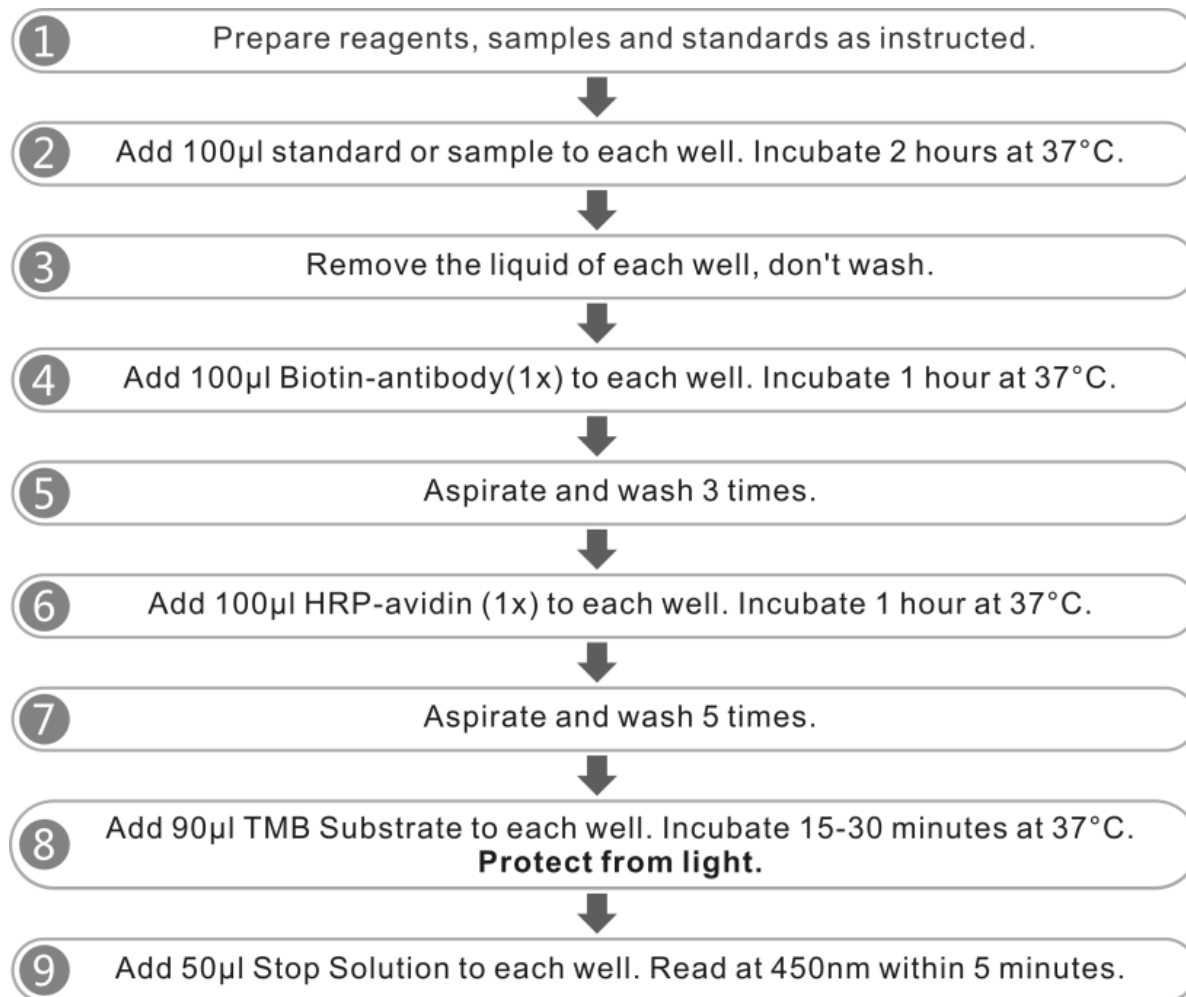 1 Prepare reagents, samples and standards as instructed.
2 Add 100µl standard or sample to each well. Incubate 2 hours at 37°C.
3 Remove the liquid of each well, don't wash.
4 Add 100µl Biotin-antibody(1x) to each well. Incubate 1 hour at 37°C.
5 Aspirate and wash 3 times.
6 Add 100µl HRP-avidin (1x) to each well. Incubate 1 hour at 37°C.
7 Aspirate and wash 5 times.
8 Add 90µl TMB Substrate to each well. Incubate 15-30 minutes at 37°C.
Protect from light.
9 Add 50µl Stop Solution to each well. Read at 450nm within 5 minutes.